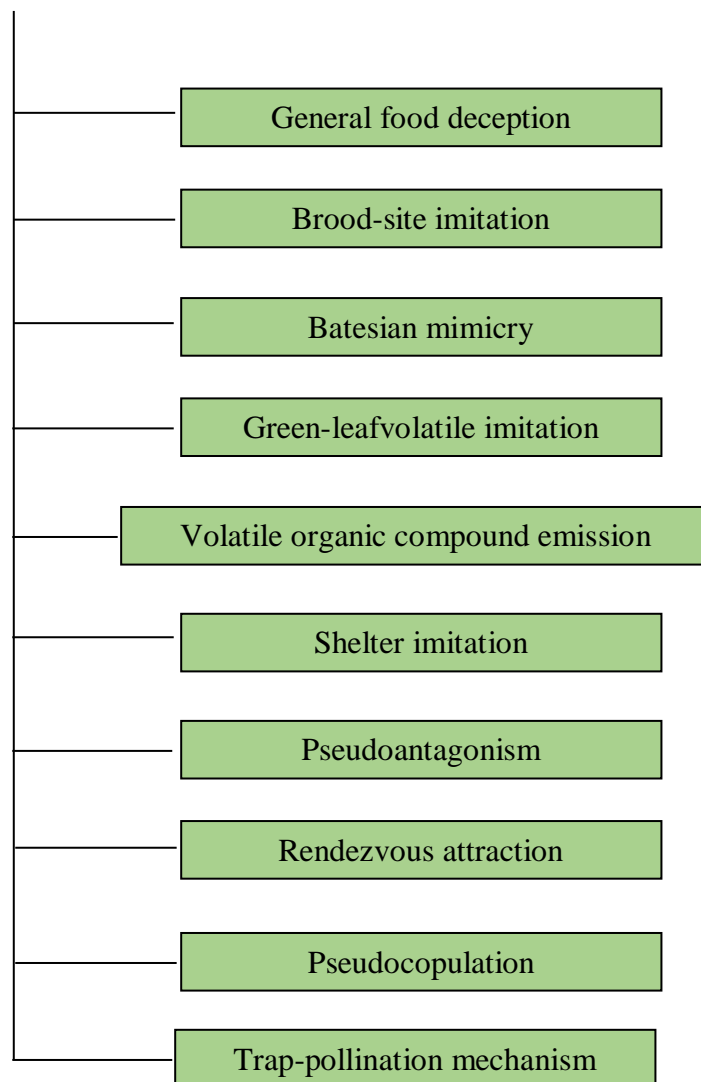 General food deception
Brood-site imitation
Batesian mimicry
Green-leafvolatile imitation
Volatile organic compound emission
Shelter imitation
Pseudoantagonism
Rendezvous attraction
Pseudocopulation
Trap-pollination mechanism